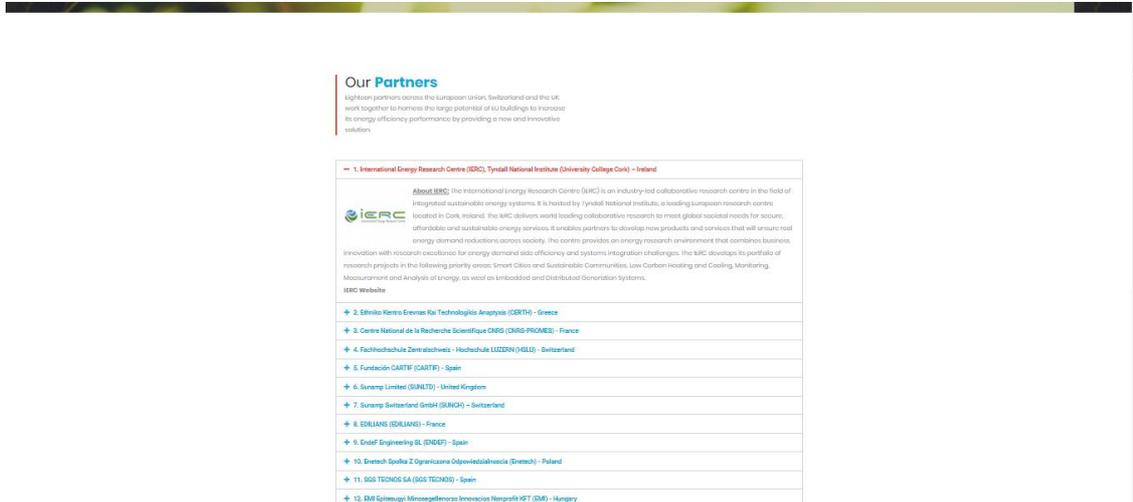 Our Partners
Eighteen partners across the European Union, Switzerland and the UK
work together to harness the large potential of EU buildings to increase
its energy efficiency performance by providing a new and innovative
solution.
− 1. International Energy Research Centre (IERC), Tyndall National Institute (University College Cork) – Ireland
About IERC: The International Energy Research Centre (IERC) is an industry-led collaborative research centre in the field of
integrated sustainable energy systems. It is hosted by Tyndall National Institute, a leading European research centre
iERC
located in Cork, Ireland. The IERC delivers world leading collaborative research to meet global societal needs for secure,
affordable and sustainable energy services. It enables partners to develop new products and services that will ensure real
energy demand reductions across society. The centre provides an energy research environment that combines business
innovation with research excellence for energy demand side efficiency and systems integration challenges. The IERC develops its portfolio of
research projects in the following priority areas; Smart Cities and Sustainable Communities, Low Carbon Heating and Cooling, Monitoring,
Measurement and Analysis of Energy, as well as Embedded and Distributed Generation Systems.
IERC Website
+ 2. Ethniko Kentro Erevnas Kai Technologikis Anaptyxis (CERTH) - Greece
+ 3. Centre National de la Recherche Scientifique CNRS (CNRS-PROMES) - France
+ 4. Fachhochschule Zentralschweiz - Hochschule LUZERN (HSLU) - Switzerland
+ 5. Fundación CARTIF (CARTIF) - Spain
+ 6. Sunamp Limited (SUNLTD) - United Kingdom
+ 7. Sunamp Switzerland GmbH (SUNCH) – Switzerland
+ 8. EDILIANS (EDILIANS) - France
+ 9. EndeF Engineering SL (ENDEF) - Spain
+ 10. Enetech Spolka Z Ograniczona Odpowiedzialnoscia (Enetech) - Poland
+ 11. SGS TECNOS SA (SGS TECNOS) - Spain
+ 12. EMI Epitesugyi Minosegellenorzo Innovacios Nonprofit KFT (EMI) - Hungary